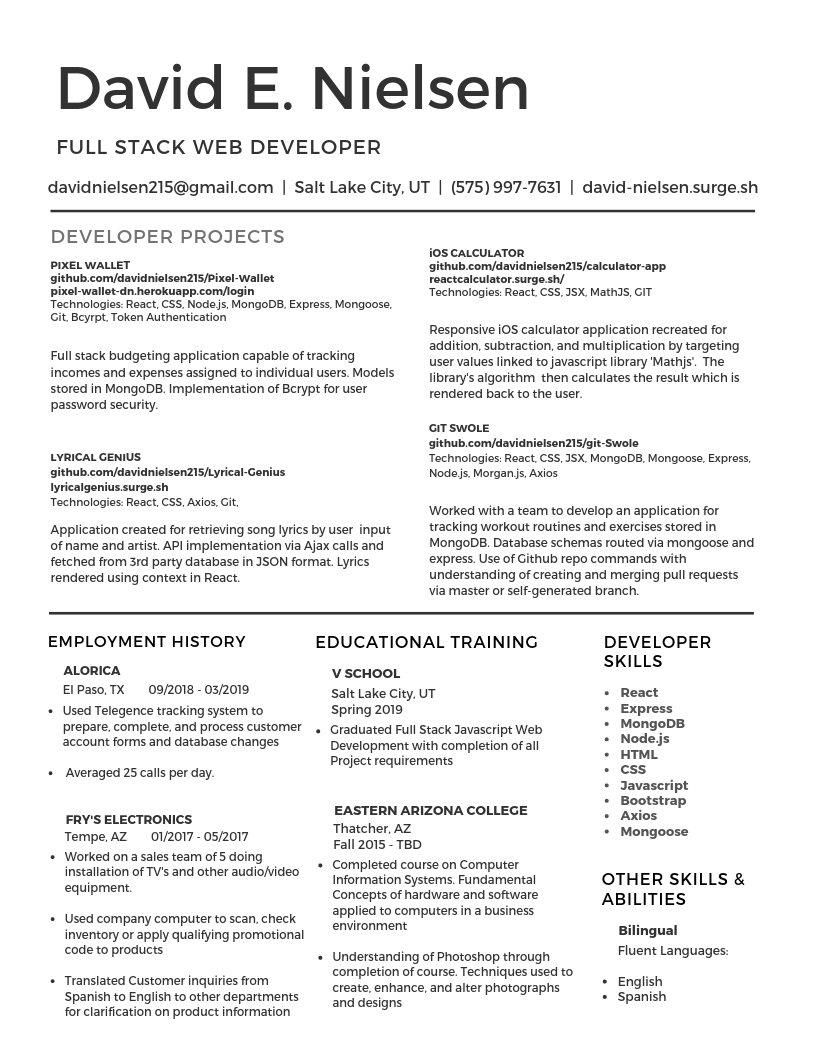 David E. Nielsen
FULL STACK WEB DEVELOPER
davidnielsen215@gmail.com | Salt Lake City, UT | (575) 997-7631 | david-nielsen.surge.sh
DEVELOPER PROJECTS
PIXEL WALLET
github.com/davidnielsen215/Pixel-Wallet
pixel-wallet-dn.herokuapp.com/login
Technologies: React, CSS, Node.js, MongoDB, Express, Mongoose,
Git, Bcyrpt, Token Authentication
Full stack budgeting application capable of tracking
incomes and expenses assigned to individual users. Models
stored in MongoDB. Implementation of Bcrypt for user
password security.
LYRICAL GENIUS
github.com/davidnielsen215/Lyrical-Genius
lyricalgenius.surge.sh
Technologies: React, CSS, Axios, Git,
Application created for retrieving song lyrics by user input
of name and artist. API implementation via Ajax calls and
fetched from 3rd party database in JSON format. Lyrics
rendered using context in React.
iOS CALCULATOR
github.com/davidnielsen215/calculator-app
reactcalculator.surge.sh/
Technologies: React, CSS, JSX, MathJS, GIT
Responsive iOS calculator application recreated for
addition, subtraction, and multiplication by targeting
user values linked to javascript library 'Mathjs'. The
library's algorithm then calculates the result which is
rendered back to the user.
GIT SWOLE
github.com/davidnielsen215/git-Swole
Technologies: React, CSS, JSX, MongoDB, Mongoose, Express,
Node.js, Morgan.js, Axios
Worked with a team to develop an application for
tracking workout routines and exercises stored in
MongoDB. Database schemas routed via mongoose and
express. Use of Github repo commands with
understanding of creating and merging pull requests
via master or self-generated branch.
EMPLOYMENT HISTORY
ALORICA
El Paso, TX 09/2018 - 03/2019
• Used Telegence tracking system to
prepare, complete, and process customer
account forms and database changes
• Averaged 25 calls per day.
FRY'S ELECTRONICS
Tempe, AZ 01/2017 - 05/2017
• Worked on a sales team of 5 doing
installation of TV's and other audio/video
equipment.
• Used company computer to scan, check
inventory or apply qualifying promotional
code to products
• Translated Customer inquiries from
Spanish to English to other departments
for clarification on product information
EDUCATIONAL TRAINING
V SCHOOL
Salt Lake City, UT
Spring 2019
• Graduated Full Stack Javascript Web
Development with completion of all
Project requirements
EASTERN ARIZONA COLLEGE
Thatcher, AZ
Fall 2015 - TBD
• Completed course on Computer
Information Systems. Fundamental
Concepts of hardware and software
applied to computers in a business
environment
• Understanding of Photoshop through
completion of course. Techniques used to
create, enhance, and alter photographs
and designs
DEVELOPER
SKILLS
• React
• Express
• MongoDB
• Node.js
• HTML
• CSS
• Javascript
• Bootstrap
• Axios
• Mongoose
OTHER SKILLS &
ABILITIES
Bilingual
Fluent Languages:
• English
• Spanish